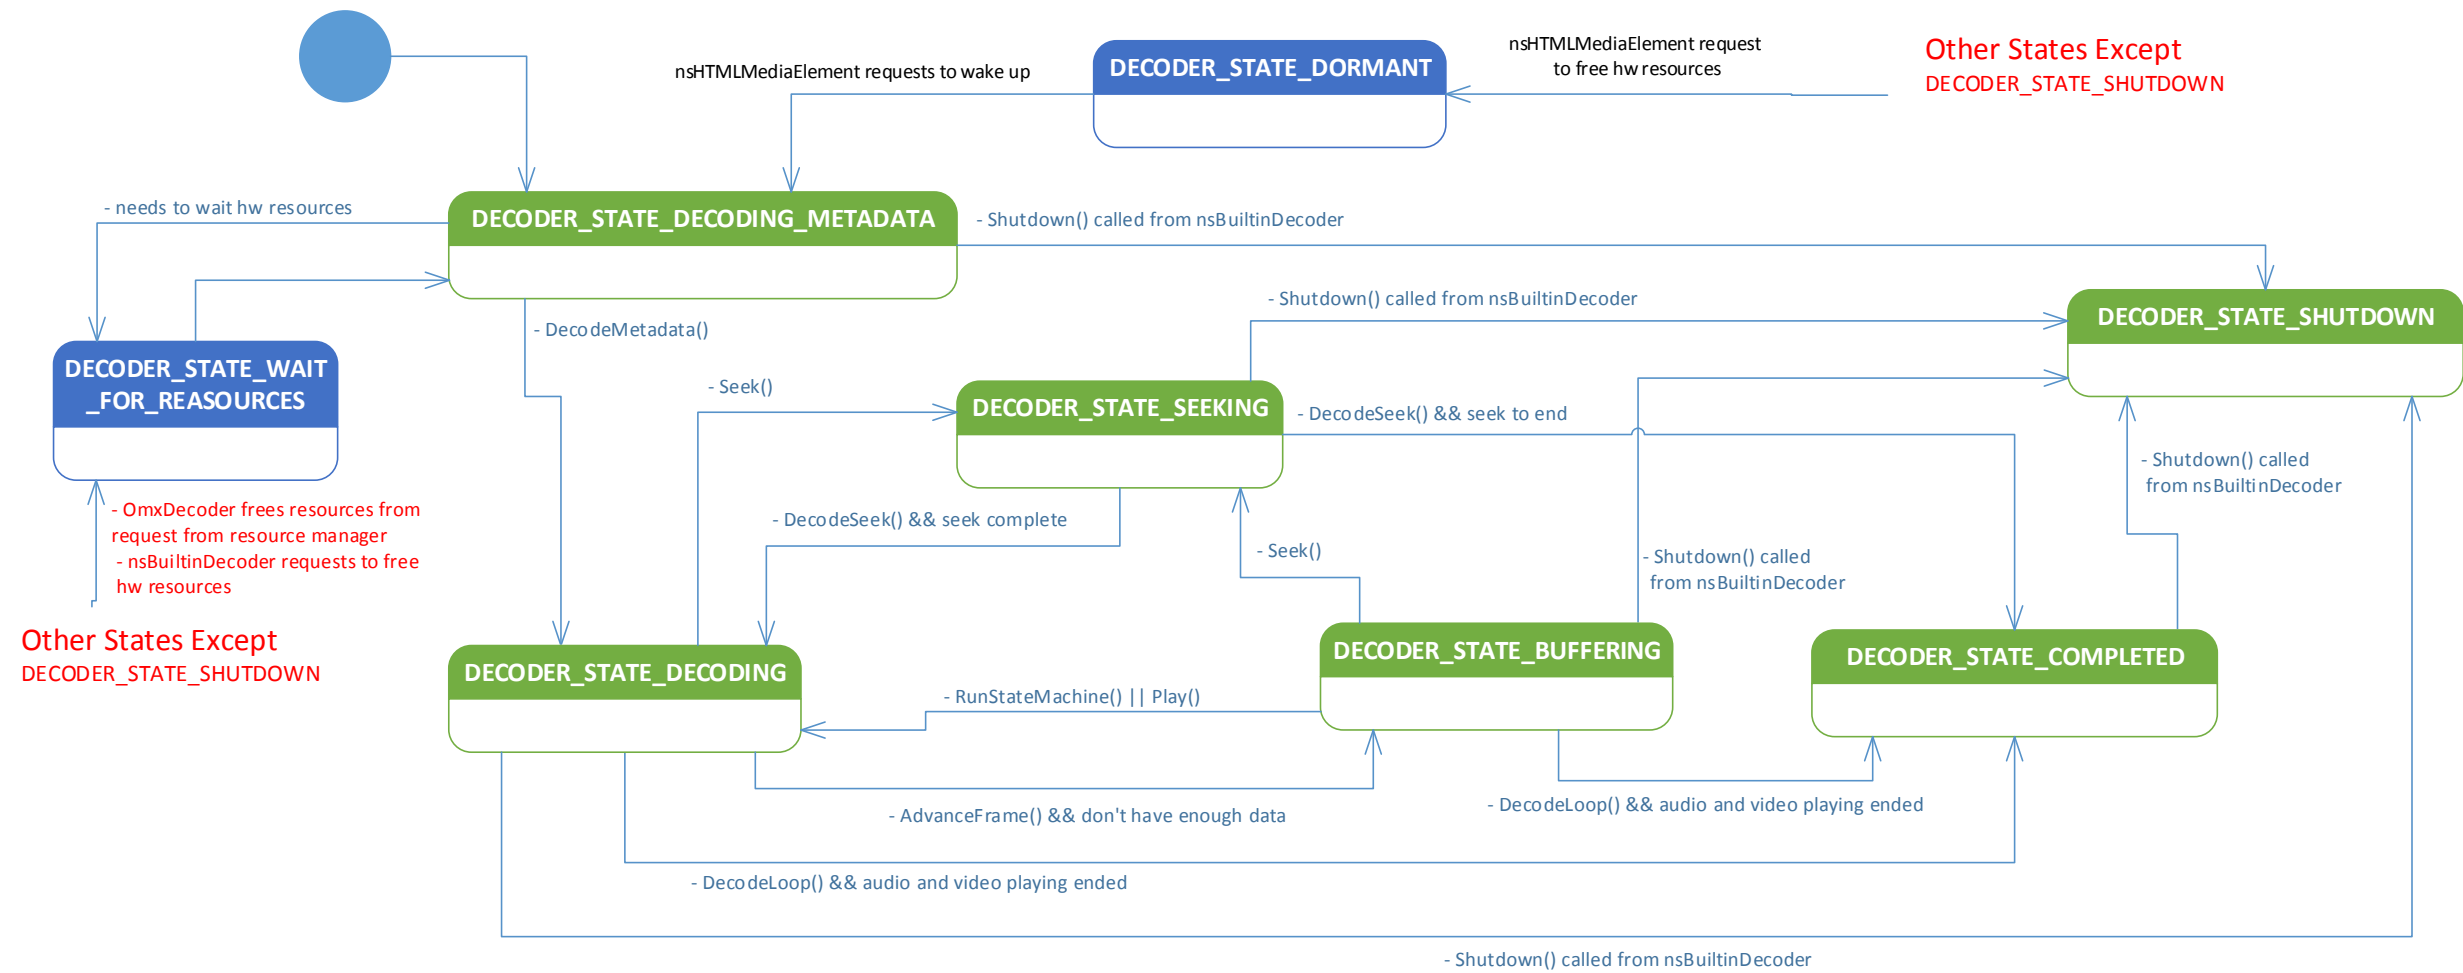 nsHTMLMediaElement requests to wake up
DECODER_STATE_DORMANT
nsHTMLMediaElement request
to free hw resources
Other States Except
DECODER_STATE_SHUTDOWN
- needs to wait hw resources
DECODER_STATE_DECODING_METADATA
- Shutdown() called from nsBuiltinDecoder
- DecodeMetadata()
- Shutdown() called from nsBuiltinDecoder
DECODER_STATE_SHUTDOWN
DECODER_STATE_WAIT
_FOR_REASOURCES
- Seek()
DECODER_STATE_SEEKING
- DecodeSeek() && seek to end
- Shutdown() called
from nsBuiltinDecoder
- OmxDecoder frees resources from
request from resource manager
- nsBuiltinDecoder requests to free
hw resources
- DecodeSeek() && seek complete
- Seek()
- Shutdown() called
from nsBuiltinDecoder
Other States Except
DECODER_STATE_SHUTDOWN
DECODER_STATE_DECODING
DECODER_STATE_BUFFERING
DECODER_STATE_COMPLETED
- RunStateMachine() || Play()
- AdvanceFrame() && don't have enough data
- DecodeLoop() && audio and video playing ended
- DecodeLoop() && audio and video playing ended
- Shutdown() called from nsBuiltinDecoder